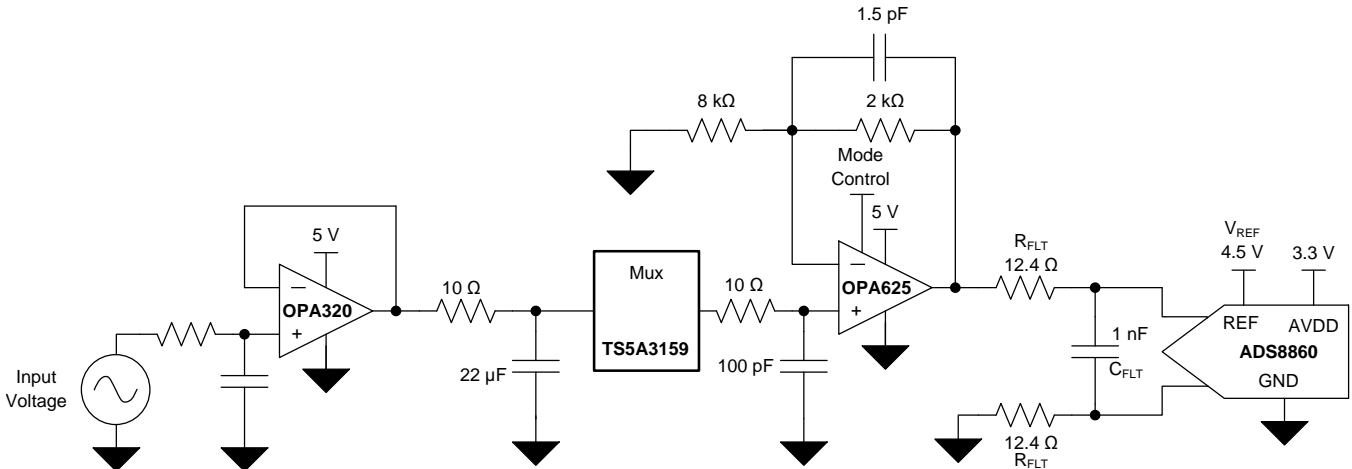 1.5 pF
8 kΩ
2 kΩ
Mode
Control
5 V
5 V
OPA320
−
+
10 Ω
22 µF
Mux
TS5A3159
10 Ω
100 pF
OPA625
−
+
R_FLT
12.4 Ω
1 nF
C_FLT
12.4 Ω
R_FLT
V_REF
4.5 V
3.3 V
REF
AVDD
ADS8860
GND
Input
Voltage